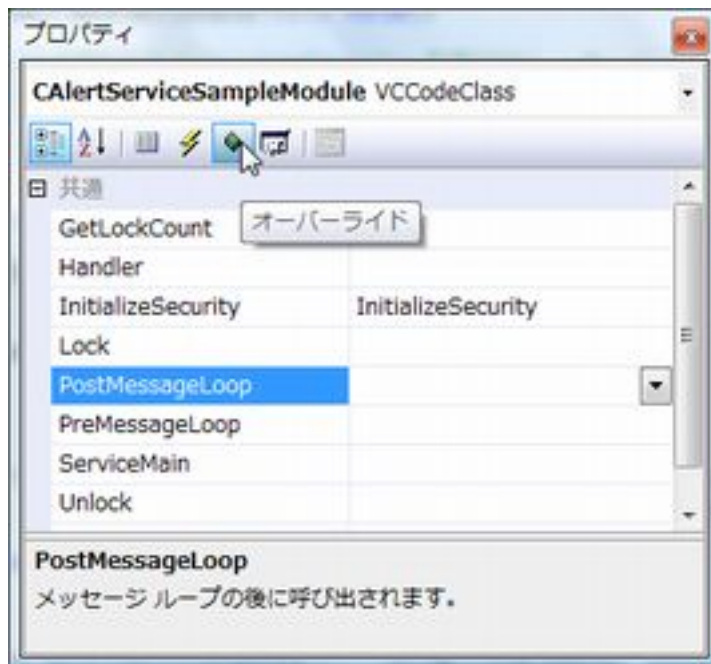 プロパティ
CAlertServiceSampleModule VCCodeClass
共通
オーバーライド
GetLockCount
Handler
InitializeSecurity InitializeSecurity
Lock
PostMessageLoop
PreMessageLoop
ServiceMain
Unlock
PostMessageLoop
メッセージ ループの後に呼び出されます。